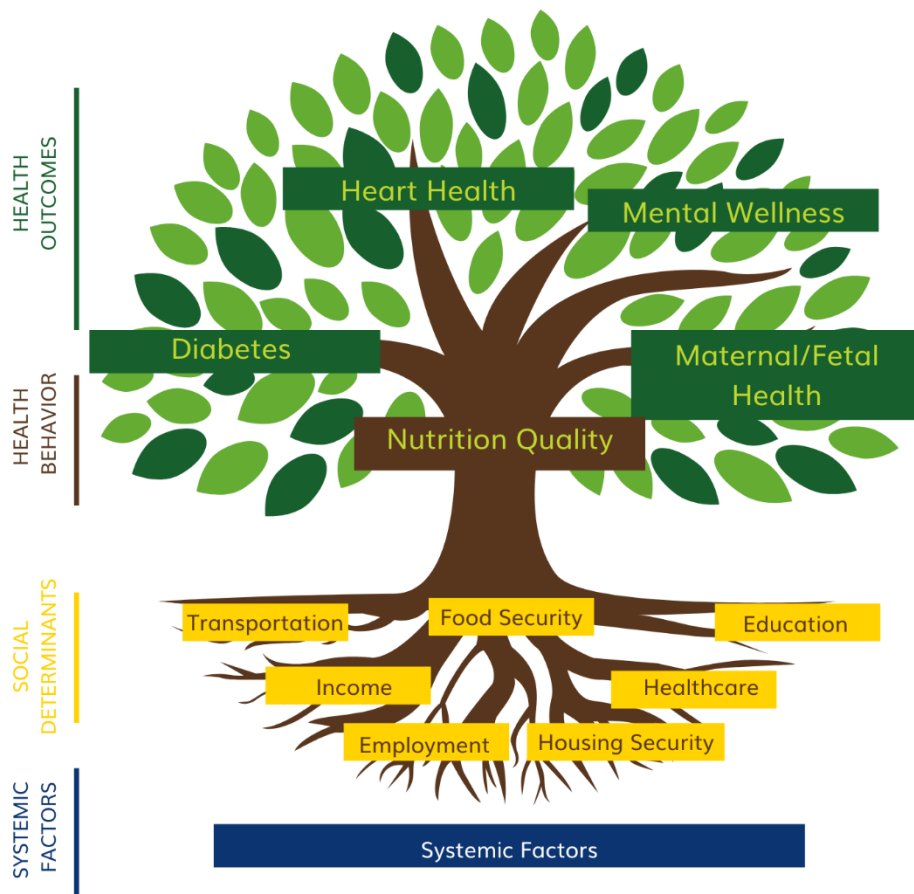 HEALTH
OUTCOMES
Heart Health
Mental Wellness
Diabetes
Maternal/Fetal
Health
HEALTH
BEHAVIOR
Nutrition Quality
SOCIAL
DETERMINANTS
Transportation
Food Security
Education
Income
Healthcare
Employment
Housing Security
SYSTEMIC
FACTORS
Systemic Factors